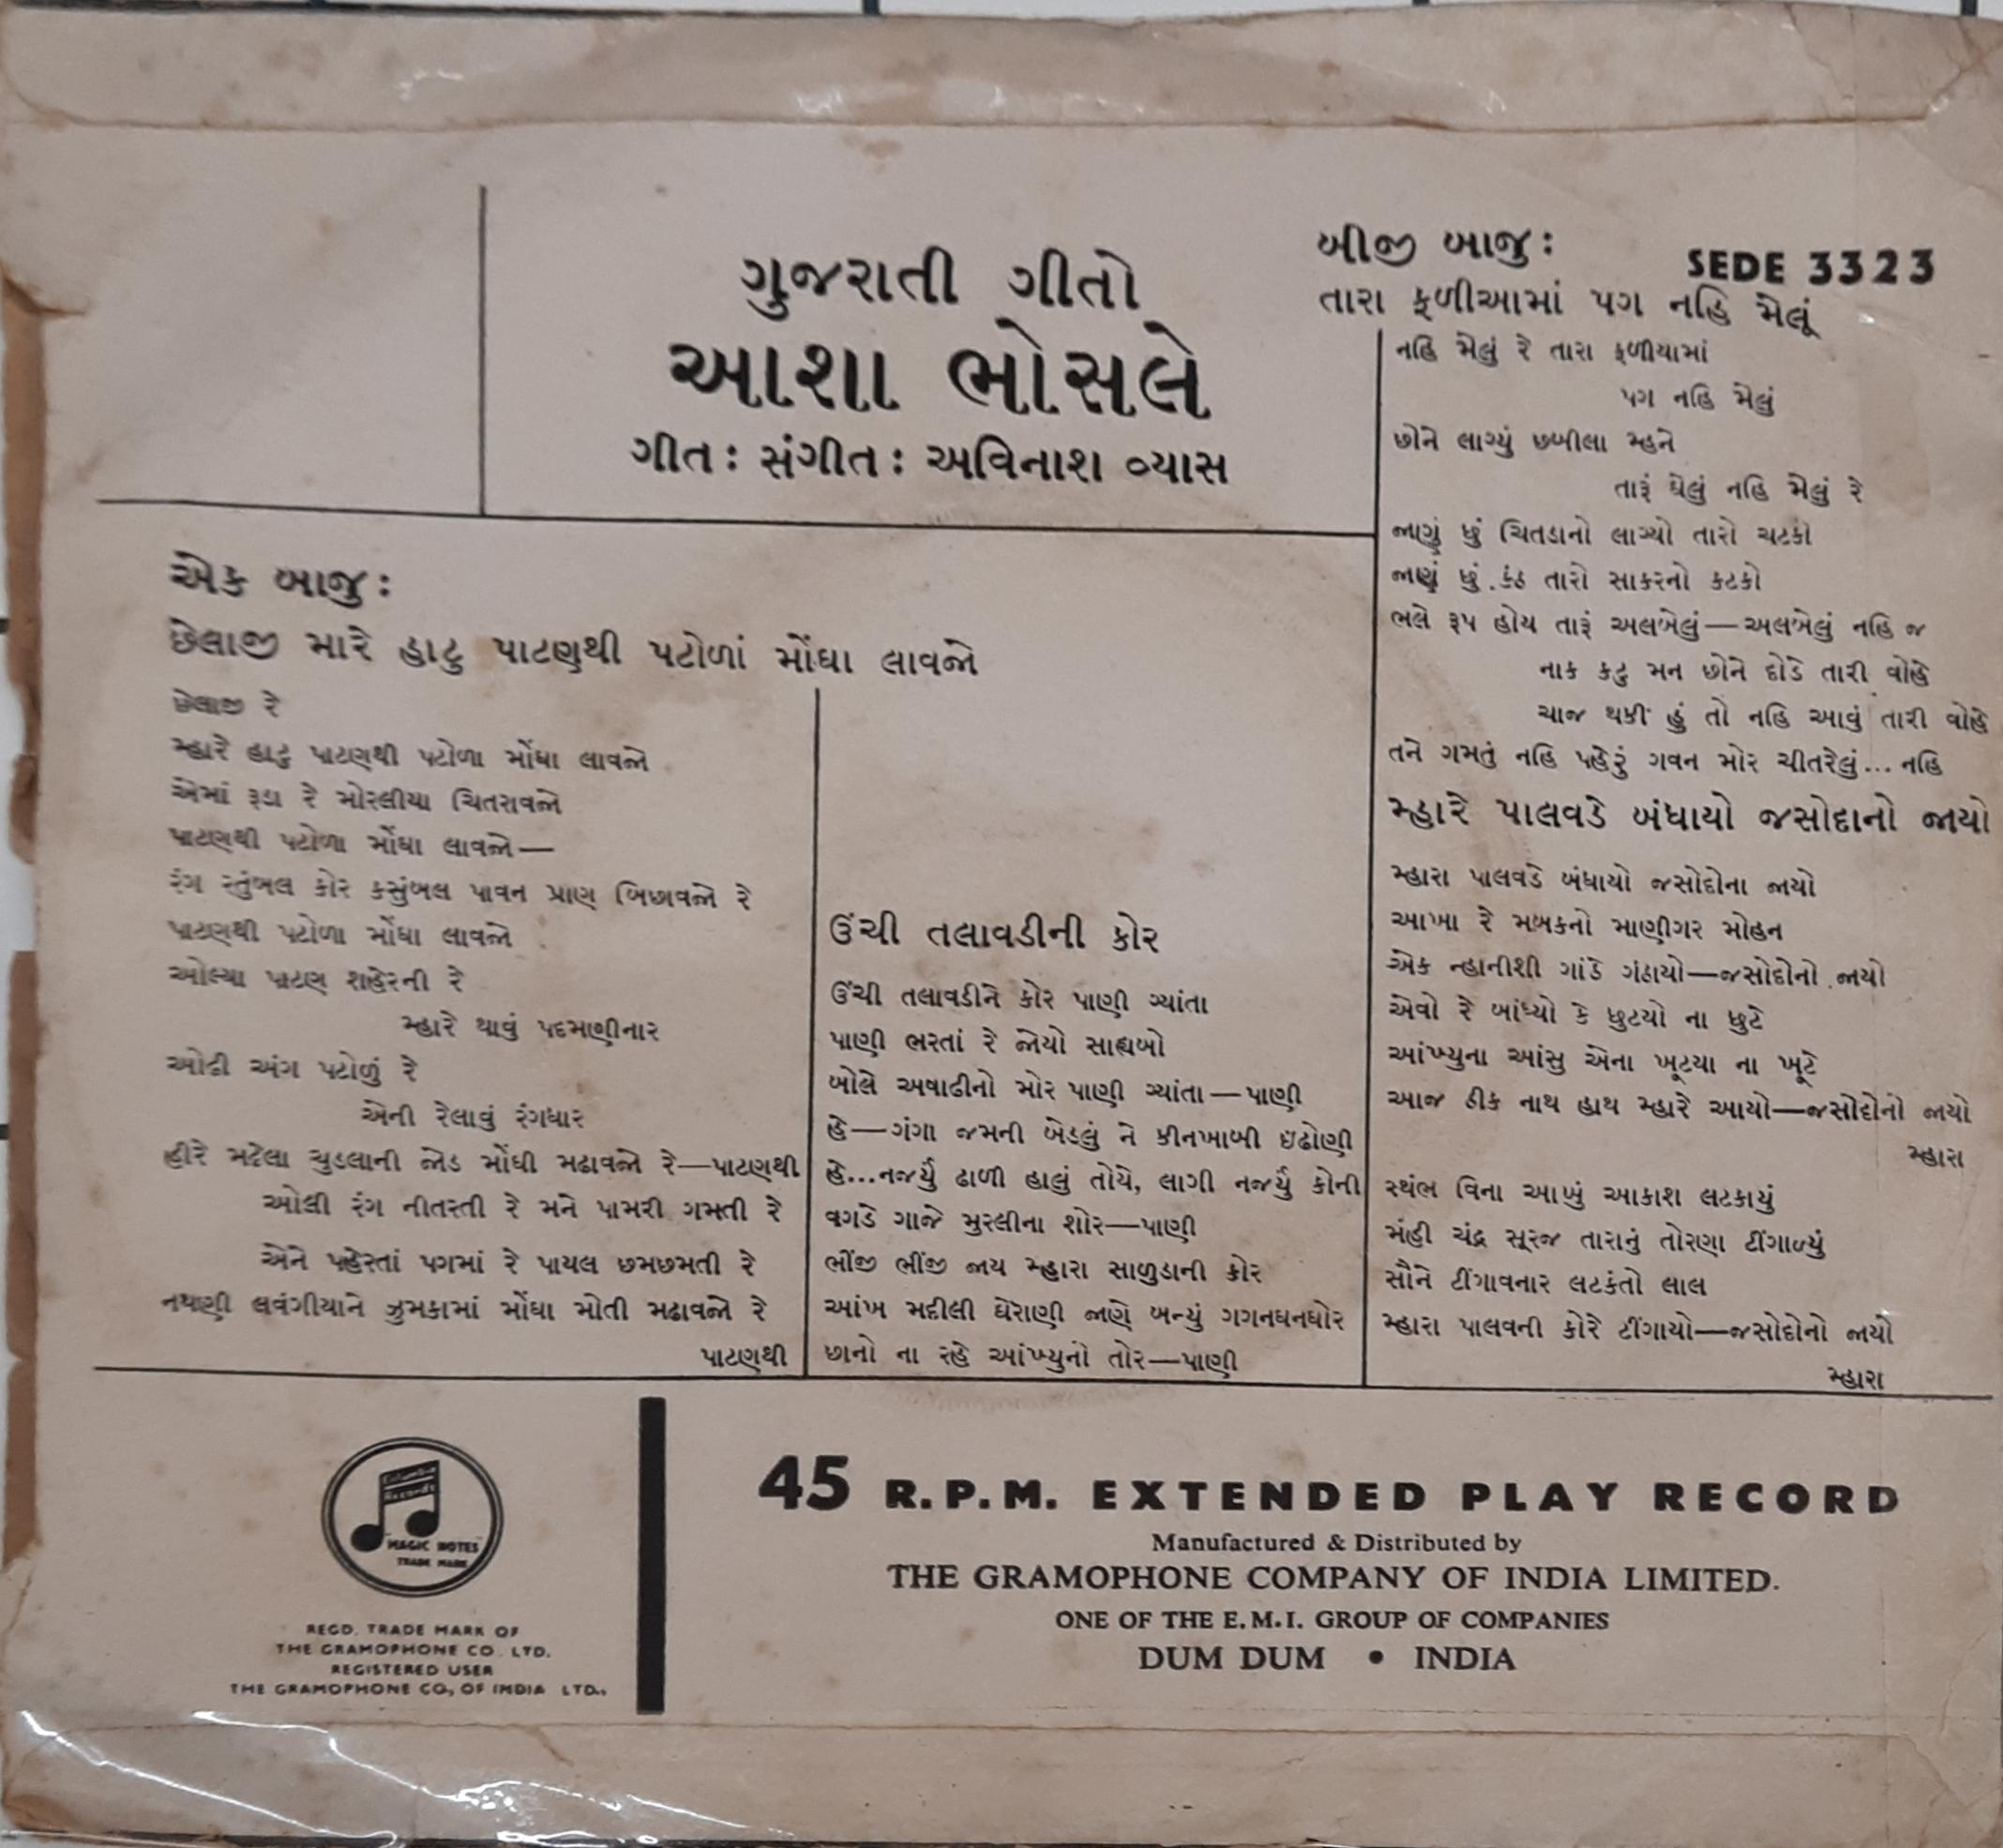 ગુજરાતી ગીતો
આશા ભોસલે
ગીત: સંગીત: અવિનાશ વ્યાસ
એક બાજુ:
છેલાજી મારે હાટુ પાટણથી પટોળાં મોંઘા લાવજો
છેલાજી રે
મ્હારે હાટુ પાટણથી પટોળા મોંઘા લાવજો
એમાં રૂડા રે મોરલીયા ચિતરાવજો
પાટણથી પટોળા મોંઘા લાવજો—
રંગ રતુંબલ કોર કસુંબલ પાવન પ્રાણ બિછાવજો રે
પાટણથી પટોળા મોંઘા લાવજો
ઓલ્યા પાટણ શહેરની રે
મ્હારે થાવું પદમણીનાર
ઓઢી અંગ પટોળું રે
એની રેલાવું રંગધાર
હીરે મઢેલા ચુડલાની જોડ મોંઘી મઢાવજો રે—પાટણથી
ઓલી રંગ નીતરતી રે મને પામરી ગમતી રે
એને પહેરતાં પગમાં રે પાયલ છમછમતી રે
નથણી લવંગીયાને ઝુમકામાં મોંઘા મોતી મઢાવજો રે
પાટણથી
ઉંચી તલાવડીની કોર
ઉંચી તલાવડીને કોર પાણી ગ્યાંતા
પાણી ભરતાં રે જોયો સાહ્યબો
બોલે અષાઢીનો મોર પાણી ગ્યાંતા—પાણી
હે—ગંગા જમની બેડલું ને કીનખાબી ઇંઢોણી
હે...નજર્યું ઢાળી હાલું તોયે, લાગી નજર્યું કોની
વગડે ગાજે મુરલીના શોર—પાણી
ભીંજી ભીંજી જાય મ્હારા સાળુડાની કોર
આંખ મદીલી ઘેરાણી જાણે બન્યું ગગનઘનઘોર
છાનો ના રહે આંખ્યુનો તોર—પાણી
બીજી બાજુ:
SEDE 3323
તારા ફળીઆમાં પગ નહિ મેલૂં
નહિ મેલું રે તારા ફળીયામાં
પગ નહિ મેલું
છોને લાગ્યું છબીલા મ્હને
તારૂં ઘેલું નહિ મેલું રે
જાણું છું ચિતડાનો લાગ્યો તારો ચટકો
જાણું છું કંઠ તારો સાકરનો કટકો
ભલે રૂપ હોય તારૂં અલબેલું—અલબેલું નહિ જ
નાક કટુ મન છોને દોડે તારી વોહે
ચાજ થકી હું તો નહિ આવું તારી વોહે
તને ગમતું નહિ પહેરું ગવન મોર ચીતરેલું... નહિ
મ્હારે પાલવડે બંધાયો જસોદાનો જાયો
મ્હારા પાલવડે બંધાયો જસોદોના જાયો
આખા રે મલકનો માણીગર મોહન
એક ન્હાનીશી ગાંઠે ગંઠાયો—જસોદોનો જાયો
એવો રે બાંધ્યો કે છુટયો ના છુટે
આંખ્યુના આંસુ એના ખૂટયા ના ખૂટે
આજ ઠીક નાથ હાથ મ્હારે આયો—જસોદોનો જાયો
મ્હારા
સ્થંભ વિના આખું આકાશ લટકાયું
મંહી ચંદ્ર સૂરજ તારાનું તોરણ ટીંગાળ્યું
સૌને ટીંગાવનાર લટકંતો લાલ
મ્હારા પાલવની કોરે ટીંગાયો—જસોદોનો જાયો
મ્હારા
Columbia
Records
MAGIC NOTES
TRADE MARK
REGD. TRADE MARK OF
THE GRAMOPHONE CO. LTD.
REGISTERED USER
THE GRAMOPHONE CO, OF INDIA LTD.,
45 R.P.M. EXTENDED PLAY RECORD
Manufactured & Distributed by
THE GRAMOPHONE COMPANY OF INDIA LIMITED.
ONE OF THE E.M.I. GROUP OF COMPANIES
DUM DUM • INDIA